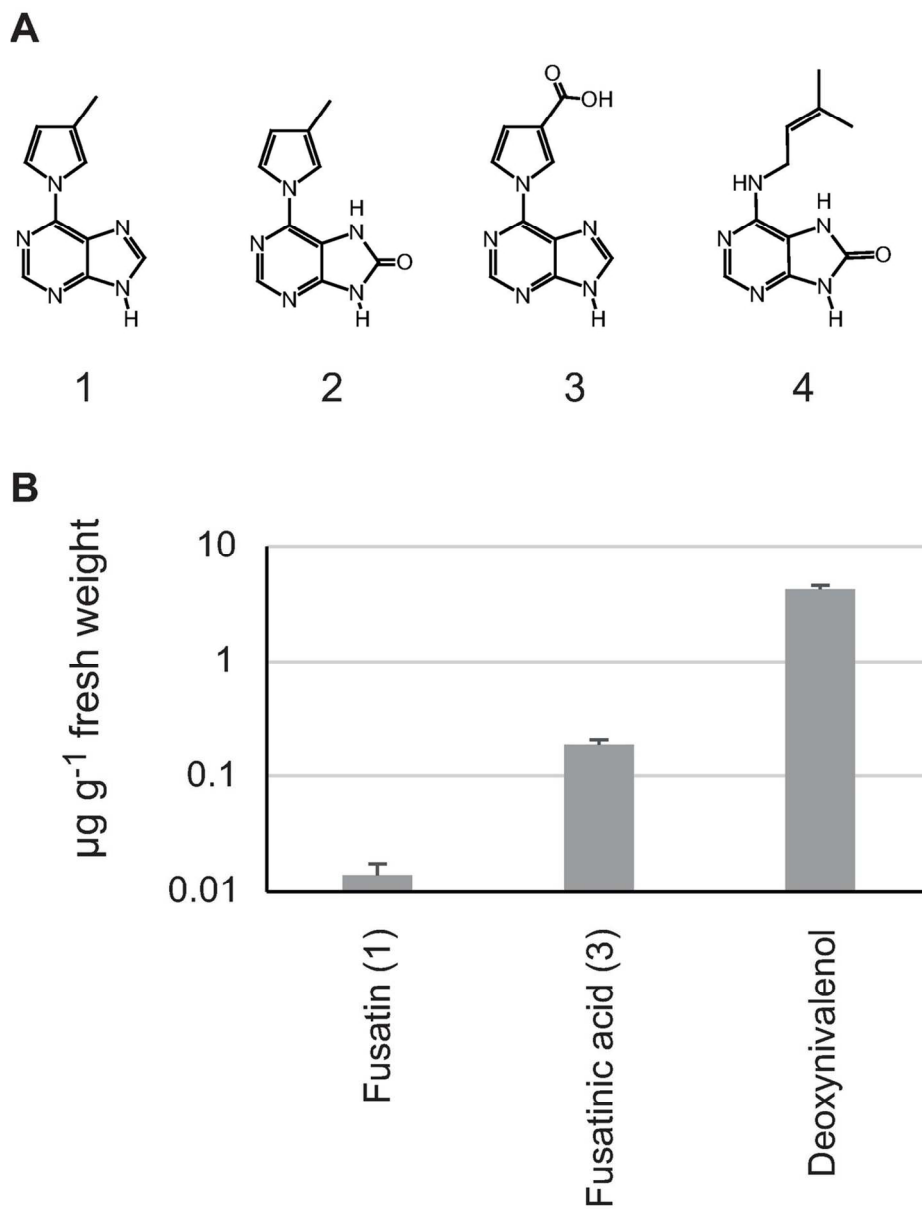 A
O
OH
HN
H
N
N
N
H
N
N
N
N
N
N
O
N
N
N
N
O
N
N
H
N
H
N
N
H
N
H
1
2
3
4
B
µg g-1 fresh weight
10
1
0.1
0.01
Fusatin (1)
Fusatinic acid (3)
Deoxynivalenol